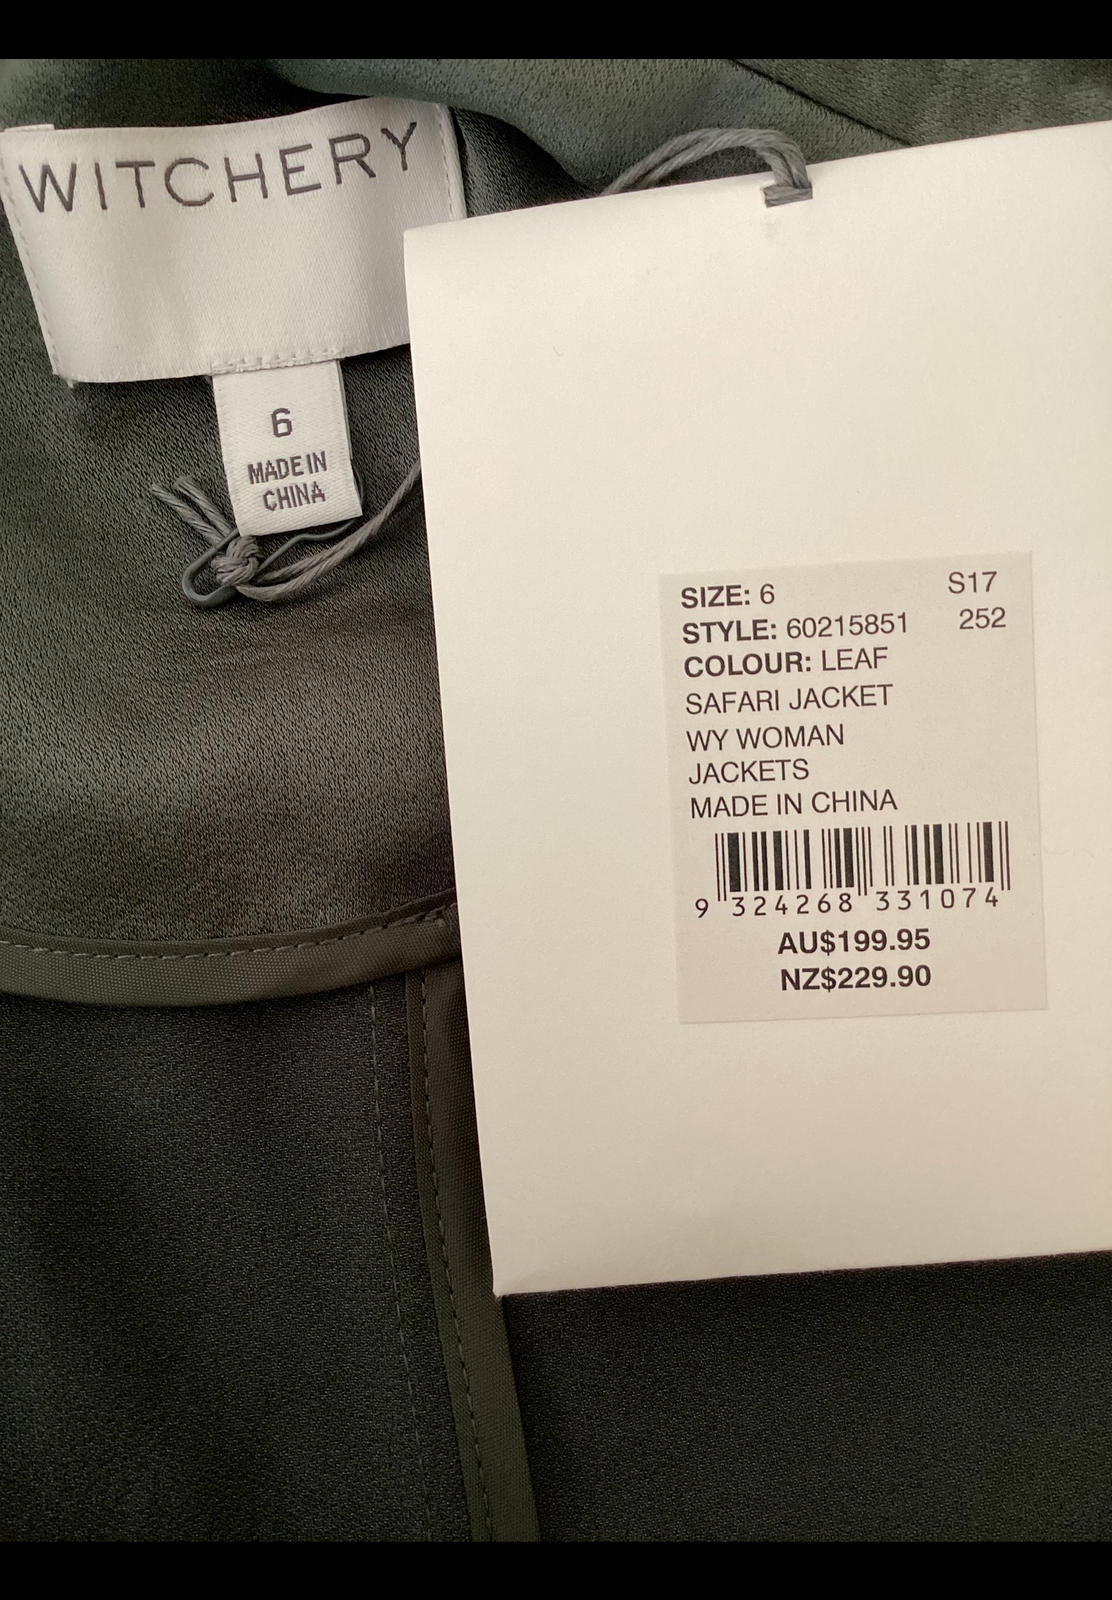 WITCHERY
6
MADE IN
CHINA
SIZE: 6 S17
STYLE: 60215851 252
COLOUR: LEAF
SAFARI JACKET
WY WOMAN
JACKETS
MADE IN CHINA
9 324268 331074
AU$199.95
NZ$229.90